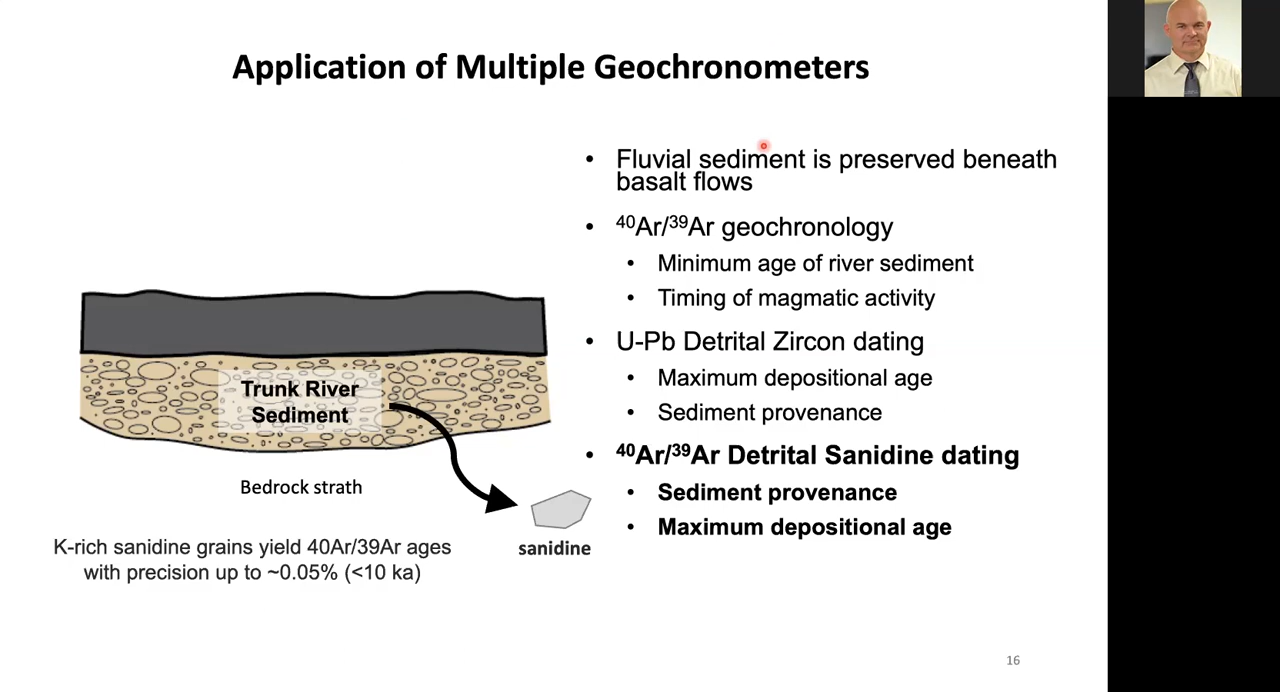 Application of Multiple Geochronometers
• Fluvial sediment is preserved beneath
basalt flows
• ⁴⁰Ar/³⁹Ar geochronology
• Minimum age of river sediment
• Timing of magmatic activity
• U-Pb Detrital Zircon dating
• Maximum depositional age
• Sediment provenance
• ⁴⁰Ar/³⁹Ar Detrital Sanidine dating
• Sediment provenance
• Maximum depositional age
Trunk River
Sediment
Bedrock strath
sanidine
K-rich sanidine grains yield 40Ar/39Ar ages
with precision up to ~0.05% (<10 ka)
16